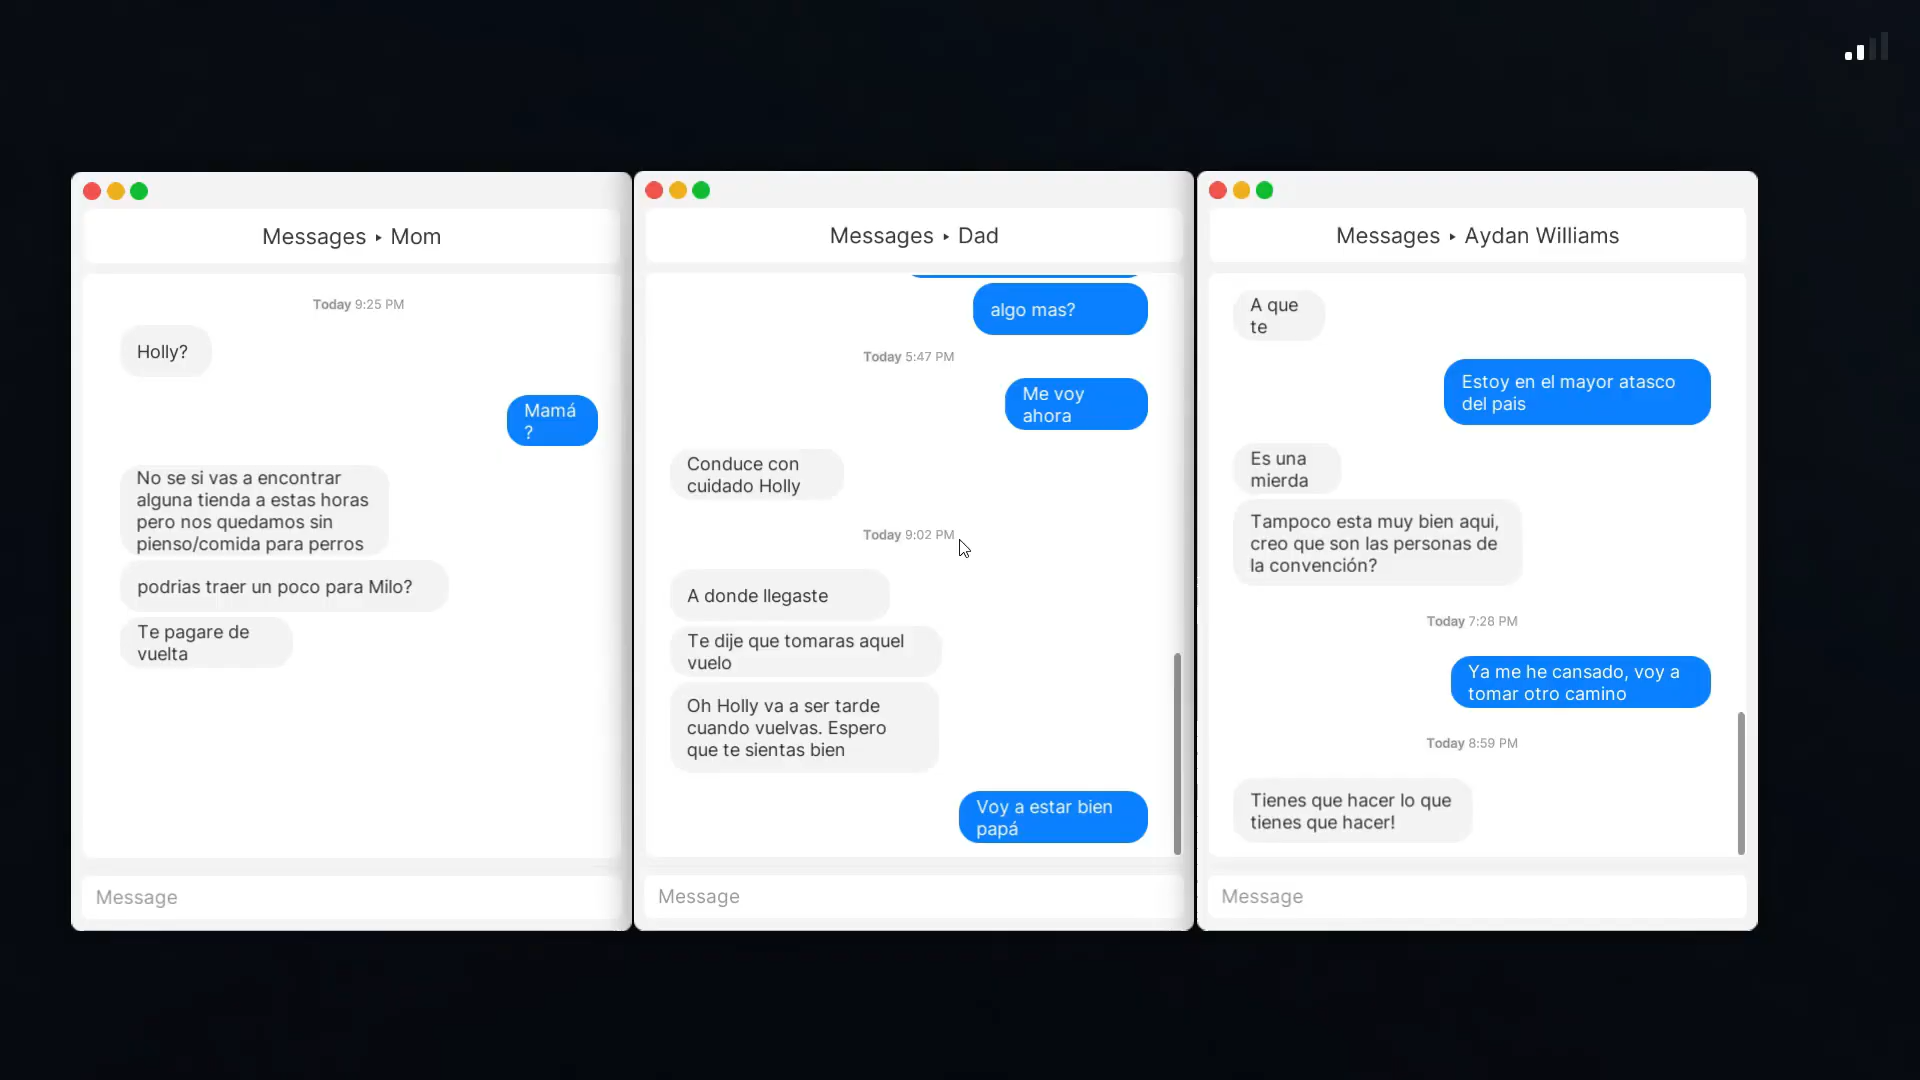 Messages ▸ Mom
Today 9:25 PM
Holly?
Mamá
?
No se si vas a encontrar
alguna tienda a estas horas
pero nos quedamos sin
pienso/comida para perros
podrias traer un poco para Milo?
Te pagare de
vuelta
Message
Messages ▸ Dad
algo mas?
Today 5:47 PM
Me voy
ahora
Conduce con
cuidado Holly
Today 9:02 PM
A donde llegaste
Te dije que tomaras aquel
vuelo
Oh Holly va a ser tarde
cuando vuelvas. Espero
que te sientas bien
Voy a estar bien
papá
Message
Messages ▸ Aydan Williams
A que
te
Estoy en el mayor atasco
del pais
Es una
mierda
Tampoco esta muy bien aqui,
creo que son las personas de
la convención?
Today 7:28 PM
Ya me he cansado, voy a
tomar otro camino
Today 8:59 PM
Tienes que hacer lo que
tienes que hacer!
Message